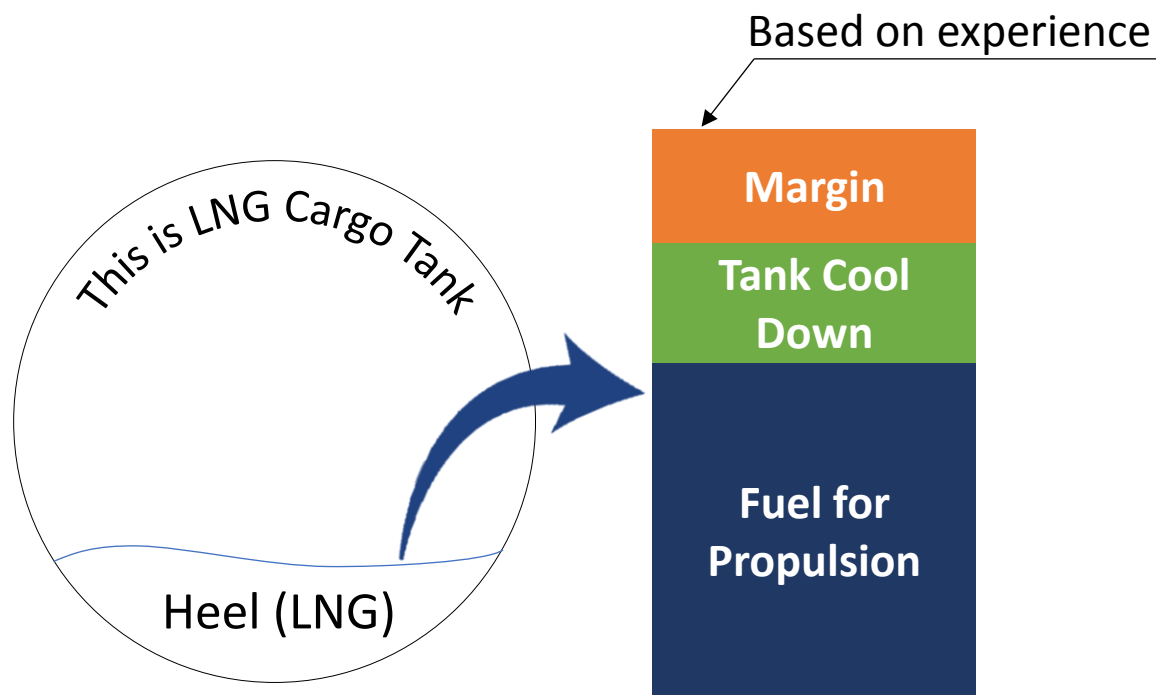 Based on experience
This is LNG Cargo Tank
Margin
Tank Cool
Down
Fuel for
Propulsion
Heel (LNG)